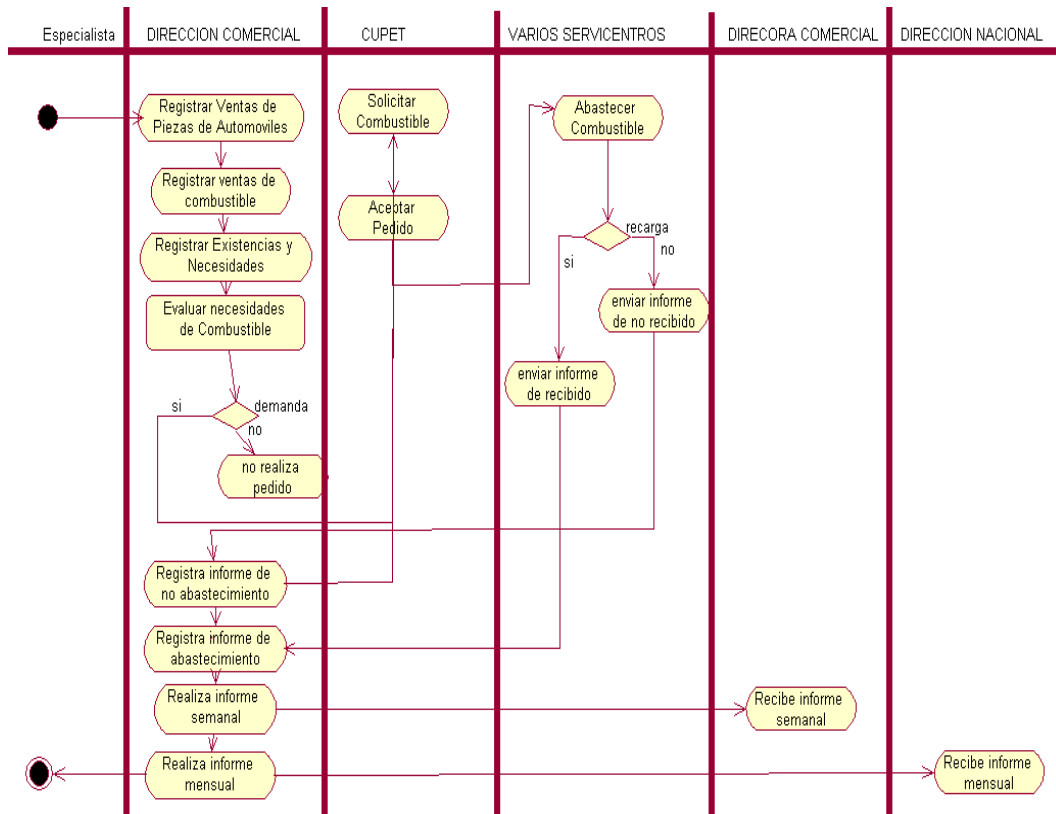 Especialista
DIRECCION COMERCIAL
CUPET
VARIOS SERVICENTROS
DIRECORA COMERCIAL
DIRECCION NACIONAL
Registrar Ventas de
Piezas de Automoviles
Registrar ventas de
combustible
Registrar Existencias y
Necesidades
Evaluar necesidades
de Combustible
si
demanda
no
no realiza
pedido
Registra informe de
no abastecimiento
Registra informe de
abastecimiento
Realiza informe
semanal
Realiza informe
mensual
Solicitar
Combustible
Aceptar
Pedido
Abastecer
Combustible
recarga
si
no
enviar informe
de no recibido
enviar informe
de recibido
Recibe informe
semanal
Recibe informe
mensual